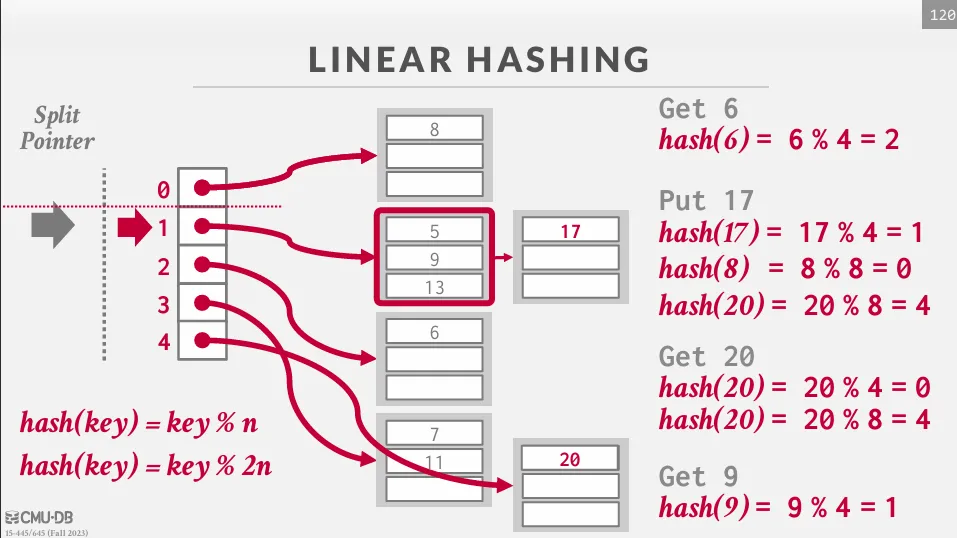 120
LINEAR HASHING
Split
Pointer
0
1
2
3
4
8
5
9
13
17
6
7
11
20
hash(key) = key % n
hash(key) = key % 2n
Get 6
hash(6) = 6 % 4 = 2
Put 17
hash(17) = 17 % 4 = 1
hash(8) = 8 % 8 = 0
hash(20) = 20 % 8 = 4
Get 20
hash(20) = 20 % 4 = 0
hash(20) = 20 % 8 = 4
Get 9
hash(9) = 9 % 4 = 1
CMU·DB
15-445/645 (Fall 2023)